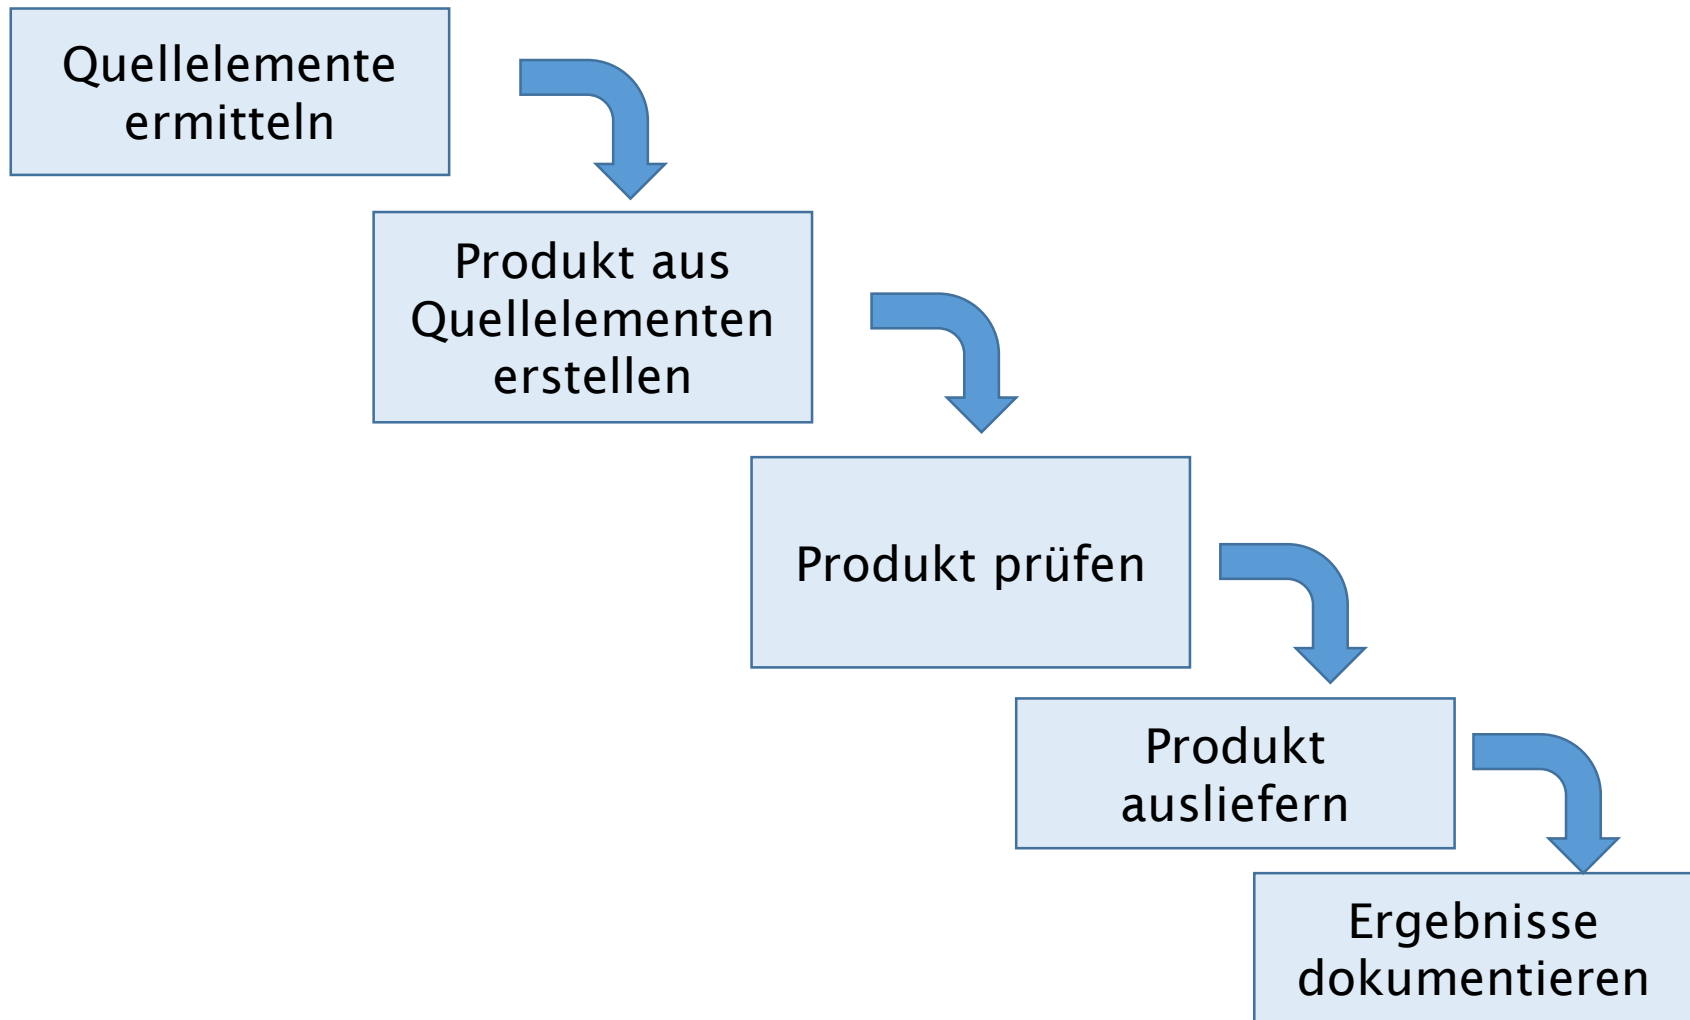 Quellelemente
ermitteln
Produkt aus
Quellelementen
erstellen
Produkt prüfen
Produkt
ausliefern
Ergebnisse
dokumentieren